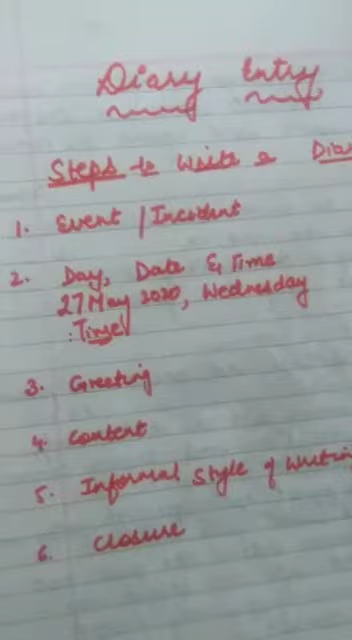 Diary Entry
Steps to Write a Dia
1. Event / Incident
2. Day, Date & Time
27 May 2020, Wednesday
: Time
3. Greeting
4. Content
5. Informal Style of Writin
6. Closure